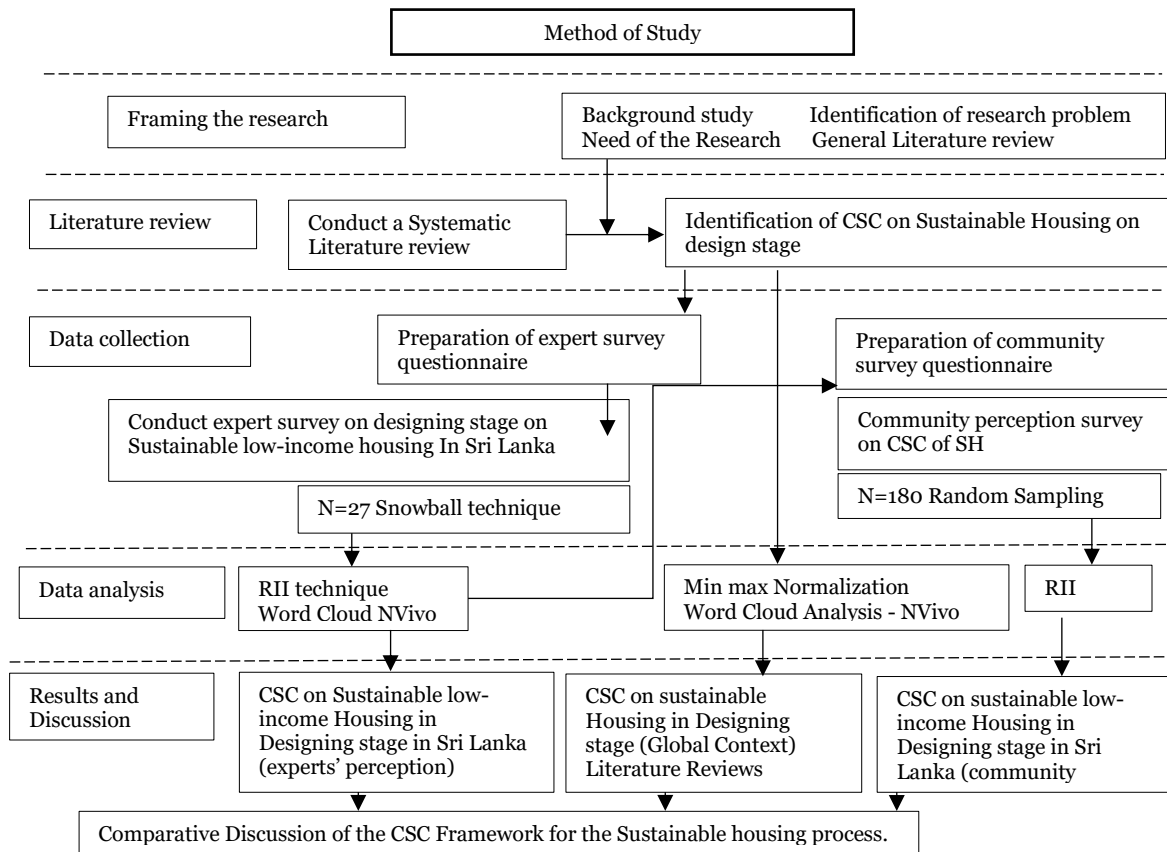 Method of Study
Framing the research
Background study Identification of research problem
Need of the Research General Literature review
Literature review
Conduct a Systematic
Literature review
Identification of CSC on Sustainable Housing on
design stage
Data collection
Preparation of expert survey
questionnaire
Preparation of community
survey questionnaire
Conduct expert survey on designing stage on
Sustainable low-income housing In Sri Lanka
Community perception survey
on CSC of SH
N=27 Snowball technique
N=180 Random Sampling
Data analysis
RII technique
Word Cloud NVivo
Min max Normalization
Word Cloud Analysis - NVivo
RII
Results and
Discussion
CSC on Sustainable low-
income Housing in
Designing stage in Sri Lanka
(experts’ perception)
CSC on sustainable
Housing in Designing
stage (Global Context)
Literature Reviews
CSC on sustainable low-
income Housing in
Designing stage in Sri
Lanka (community
Comparative Discussion of the CSC Framework for the Sustainable housing process.